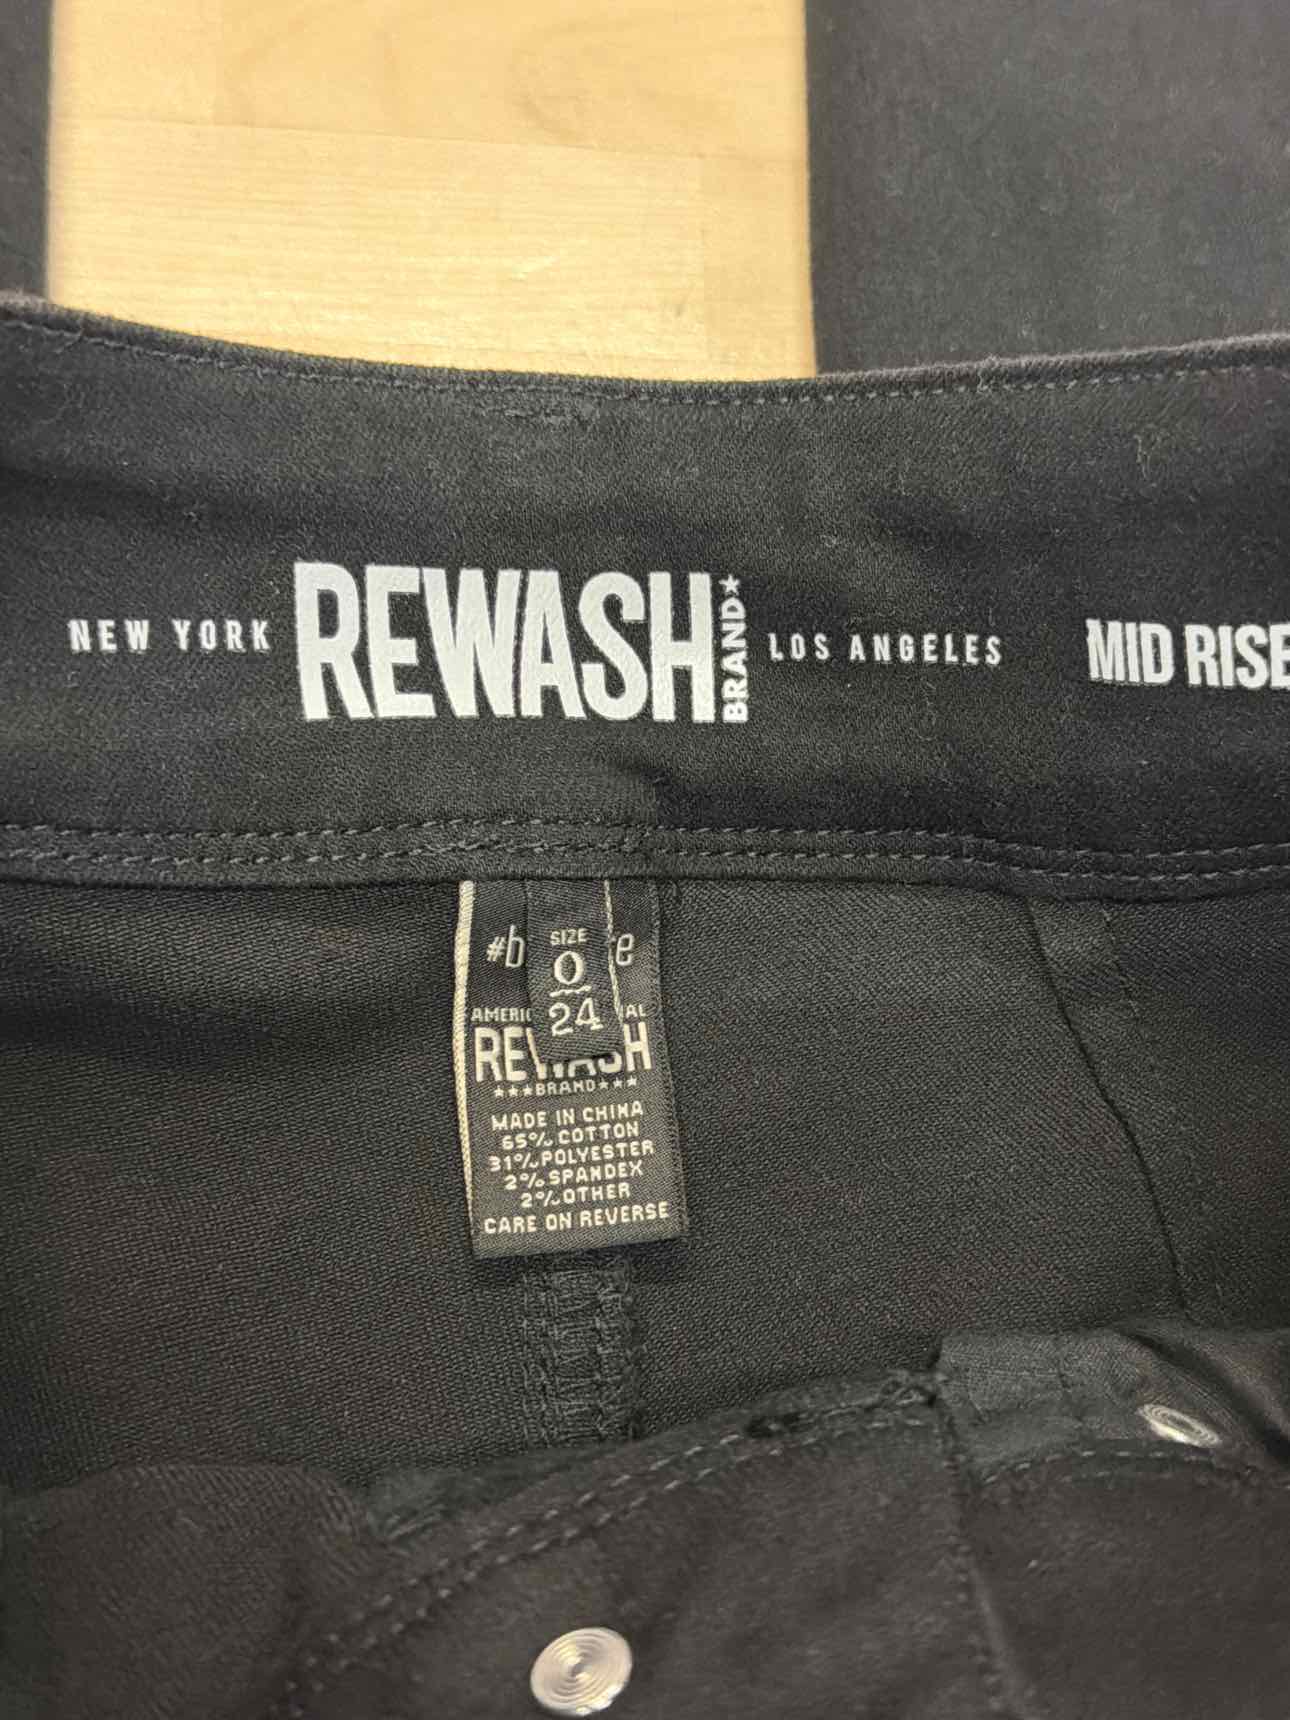 NEW YORK REWASH BRAND★ LOS ANGELES MID RISE
SIZE
0
24
BRAND
MADE IN CHINA
65% COTTON
31% POLYESTER
2% SPANDEX
2% OTHER
CARE ON REVERSE